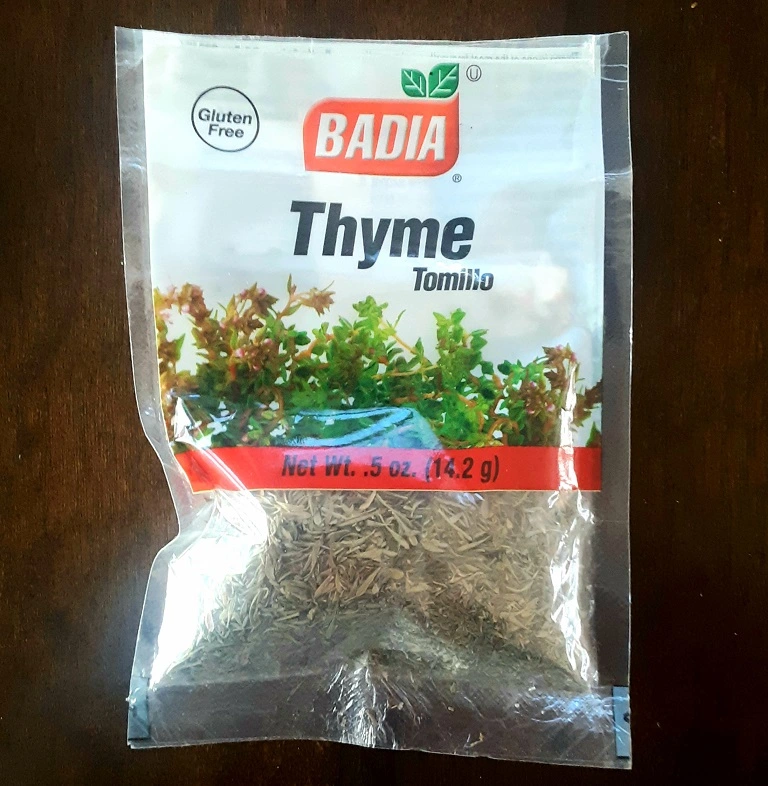 Gluten
Free
BADIA
®
Ⓤ
Thyme
Tomillo
Net Wt. .5 oz. (14.2 g)